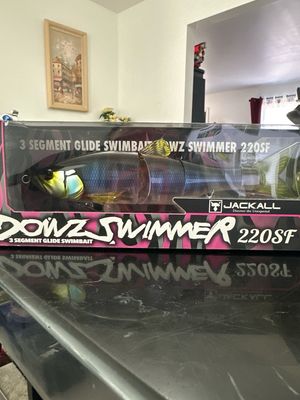 3 SEGMENT GLIDE SWIMBAIT DOWZ SWIMMER 220SF
JACKALL
DOWZ SWIMMER 220SF
3 SEGMENT GLIDE SWIMBAIT